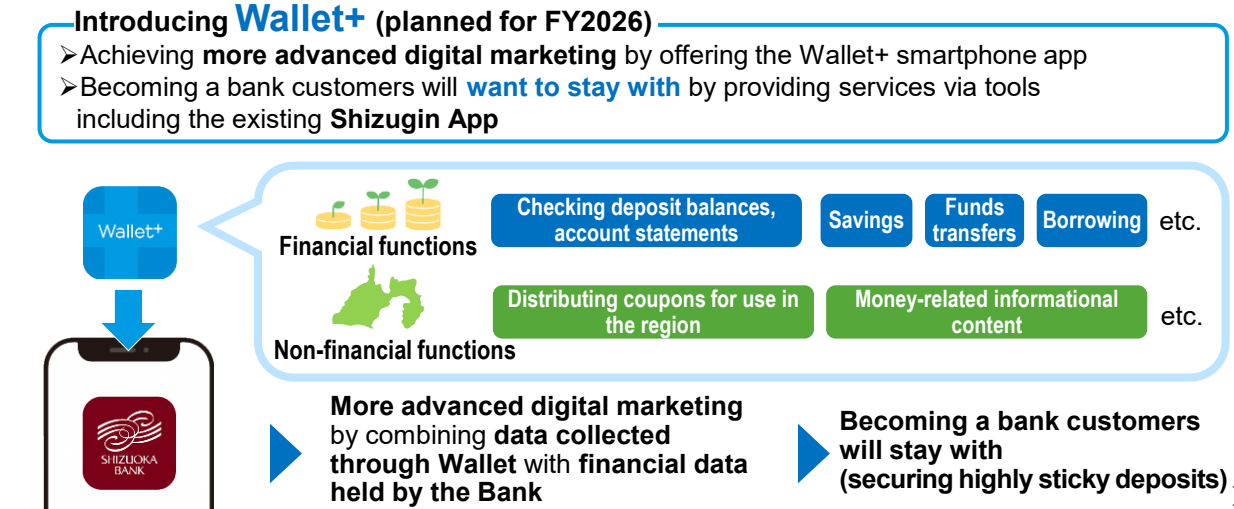 Introducing Wallet+ (planned for FY2026)
➢Achieving more advanced digital marketing by offering the Wallet+ smartphone app
➢Becoming a bank customers will want to stay with by providing services via tools
including the existing Shizugin App
Wallet+
Financial functions
Checking deposit balances,
account statements
Savings
Funds
transfers
Borrowing
etc.
Non-financial functions
Distributing coupons for use in
the region
Money-related informational
content
etc.
SHIZUOKA
BANK
More advanced digital marketing
by combining data collected
through Wallet with financial data
held by the Bank
Becoming a bank customers
will stay with
(securing highly sticky deposits)